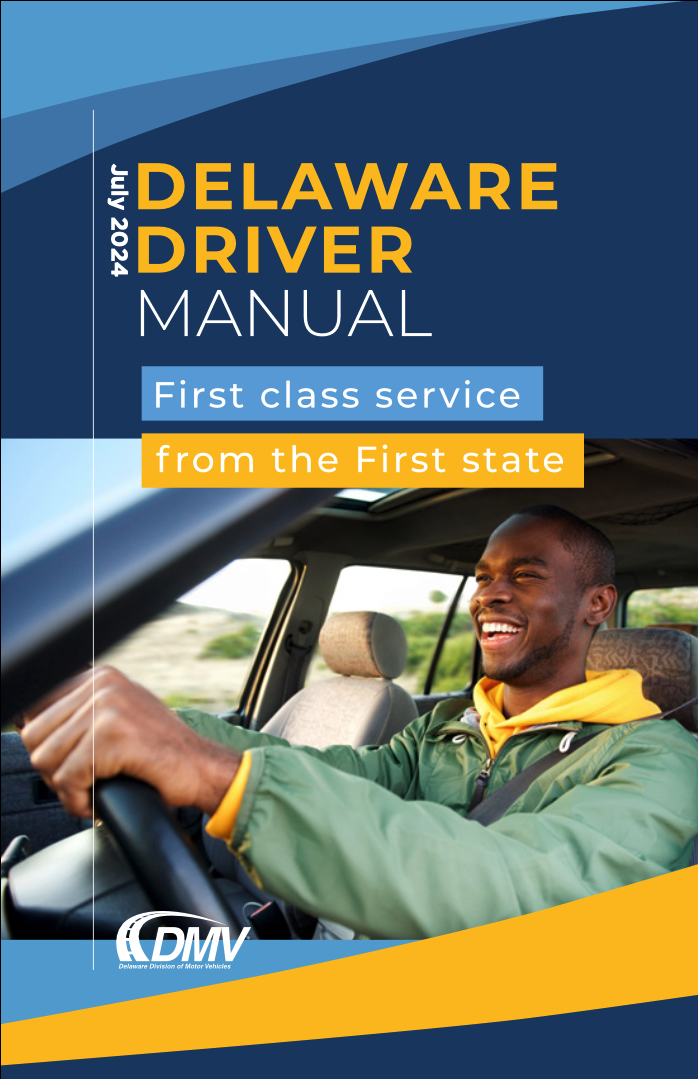 July 2024
DELAWARE
DRIVER
MANUAL
First class service
from the First state
DMV
Delaware Division of Motor Vehicles